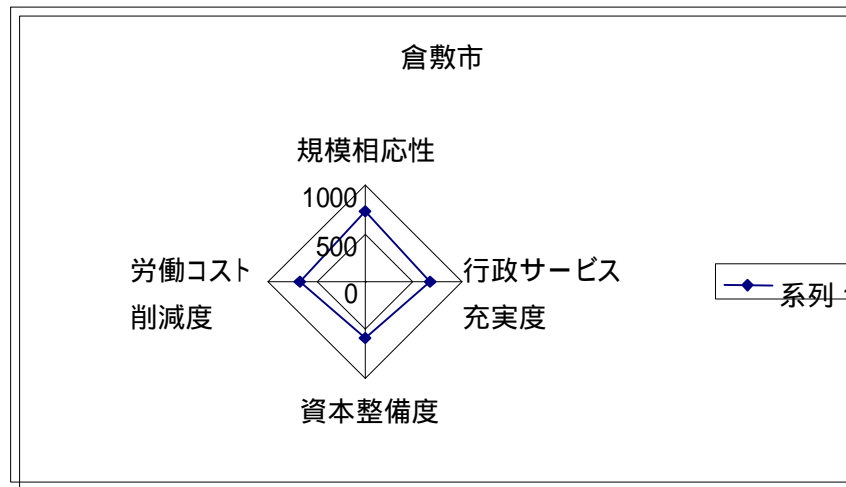 倉敷市
規模相応性
1000
500
0
労働コスト
削減度
行政サービス
充実度
資本整備度
系列